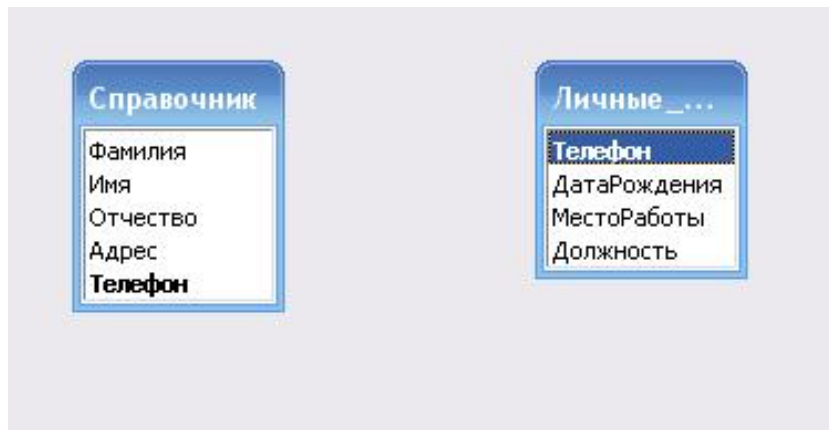 Справочник
Фамилия
Имя
Отчество
Адрес
Телефон
Личные_...
Телефон
ДатаРождения
МестоРаботы
Должность